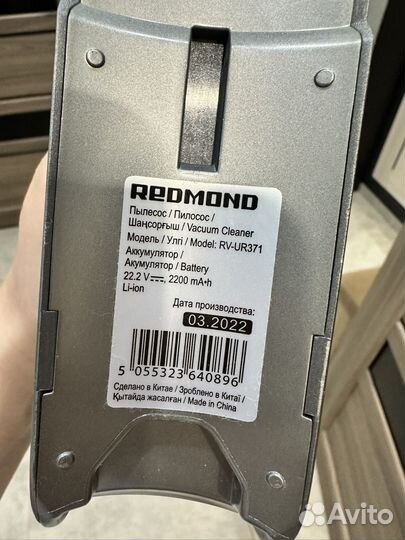 REDMOND
Пылесос / Пилосос /
Шаңсорғыш / Vacuum Cleaner
Модель / Улгі / Model: RV-UR371
Аккумулятор /
Акумулятор / Battery
22.2 V⎓, 2200 mA•h
Li-ion
Дата производства:
03.2022
5 055323 640896
Сделано в Китае / Зроблено в Китаї /
Қытайда жасалған / Made in China
Avito